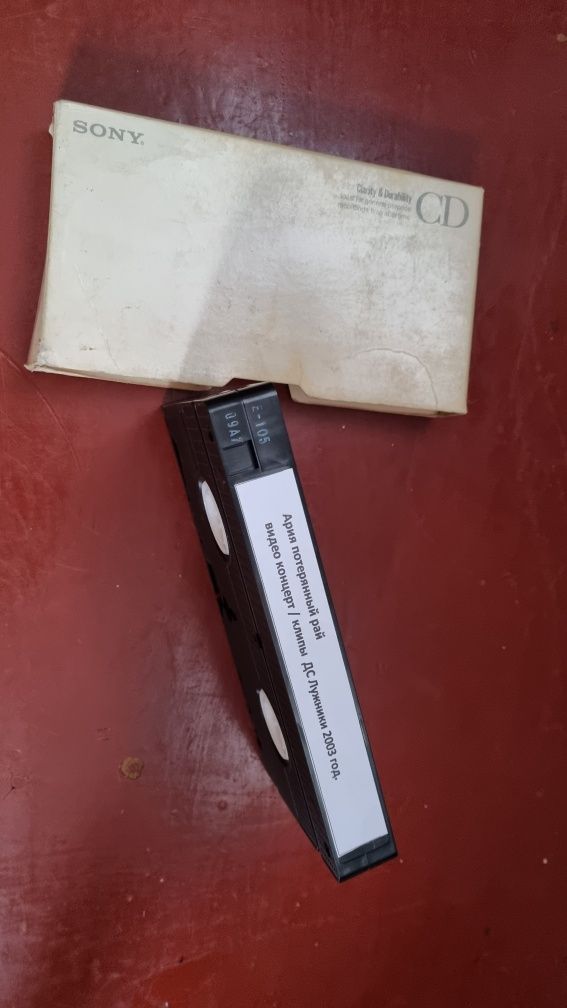 SONY.
Clarity & Durability
CD
E-105
Ария потерянный рай
видео концерт / клипы ДС Лужники 2003 год.